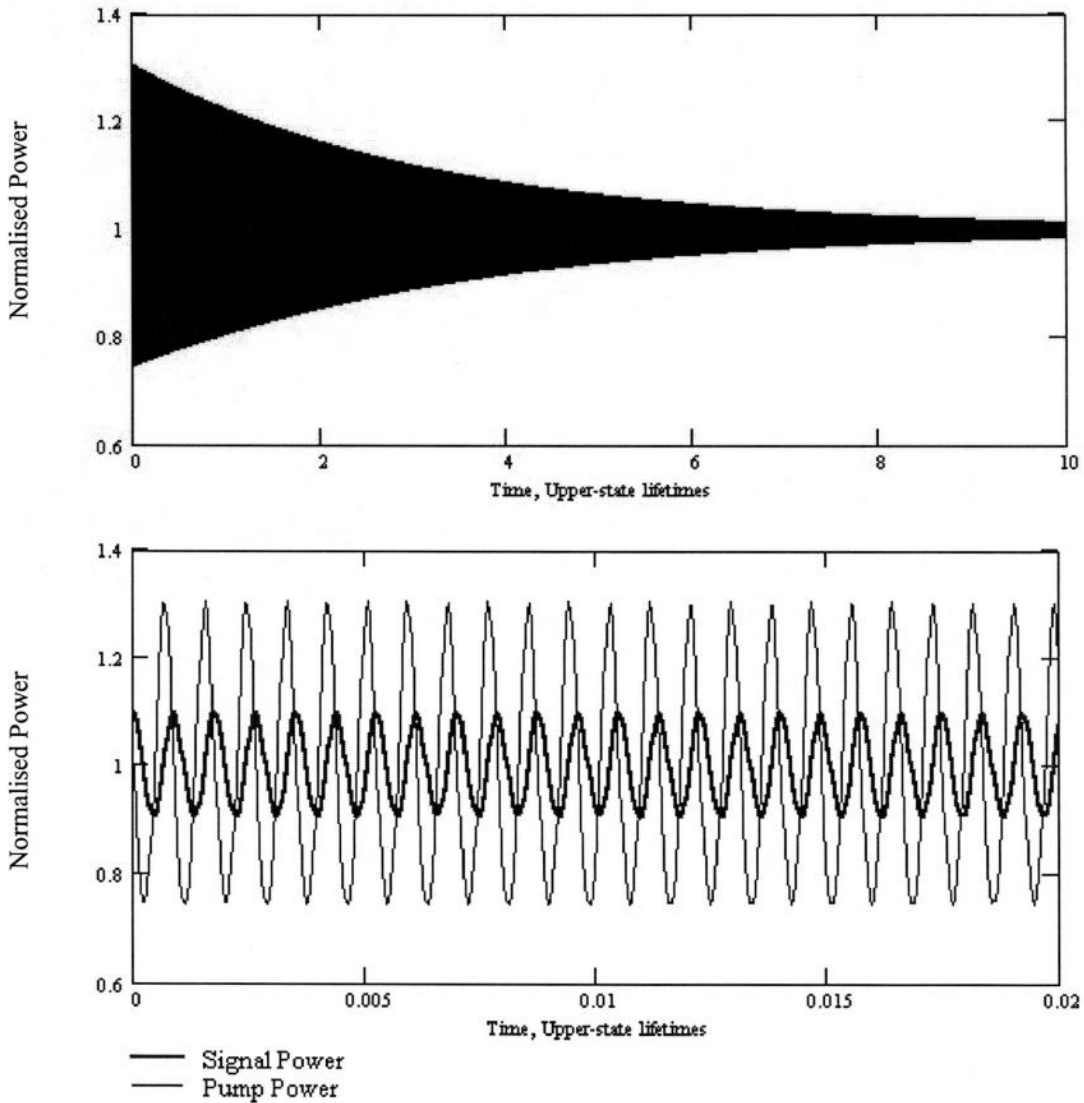 1.4
1.2
1
0.8
0.6
Normalised Power
0 2 4 6 8 10
Time, Upper-state lifetimes
1.4
1.2
1
0.8
0.6
Normalised Power
0 0.005 0.01 0.015 0.02
Time, Upper-state lifetimes
Signal Power
Pump Power